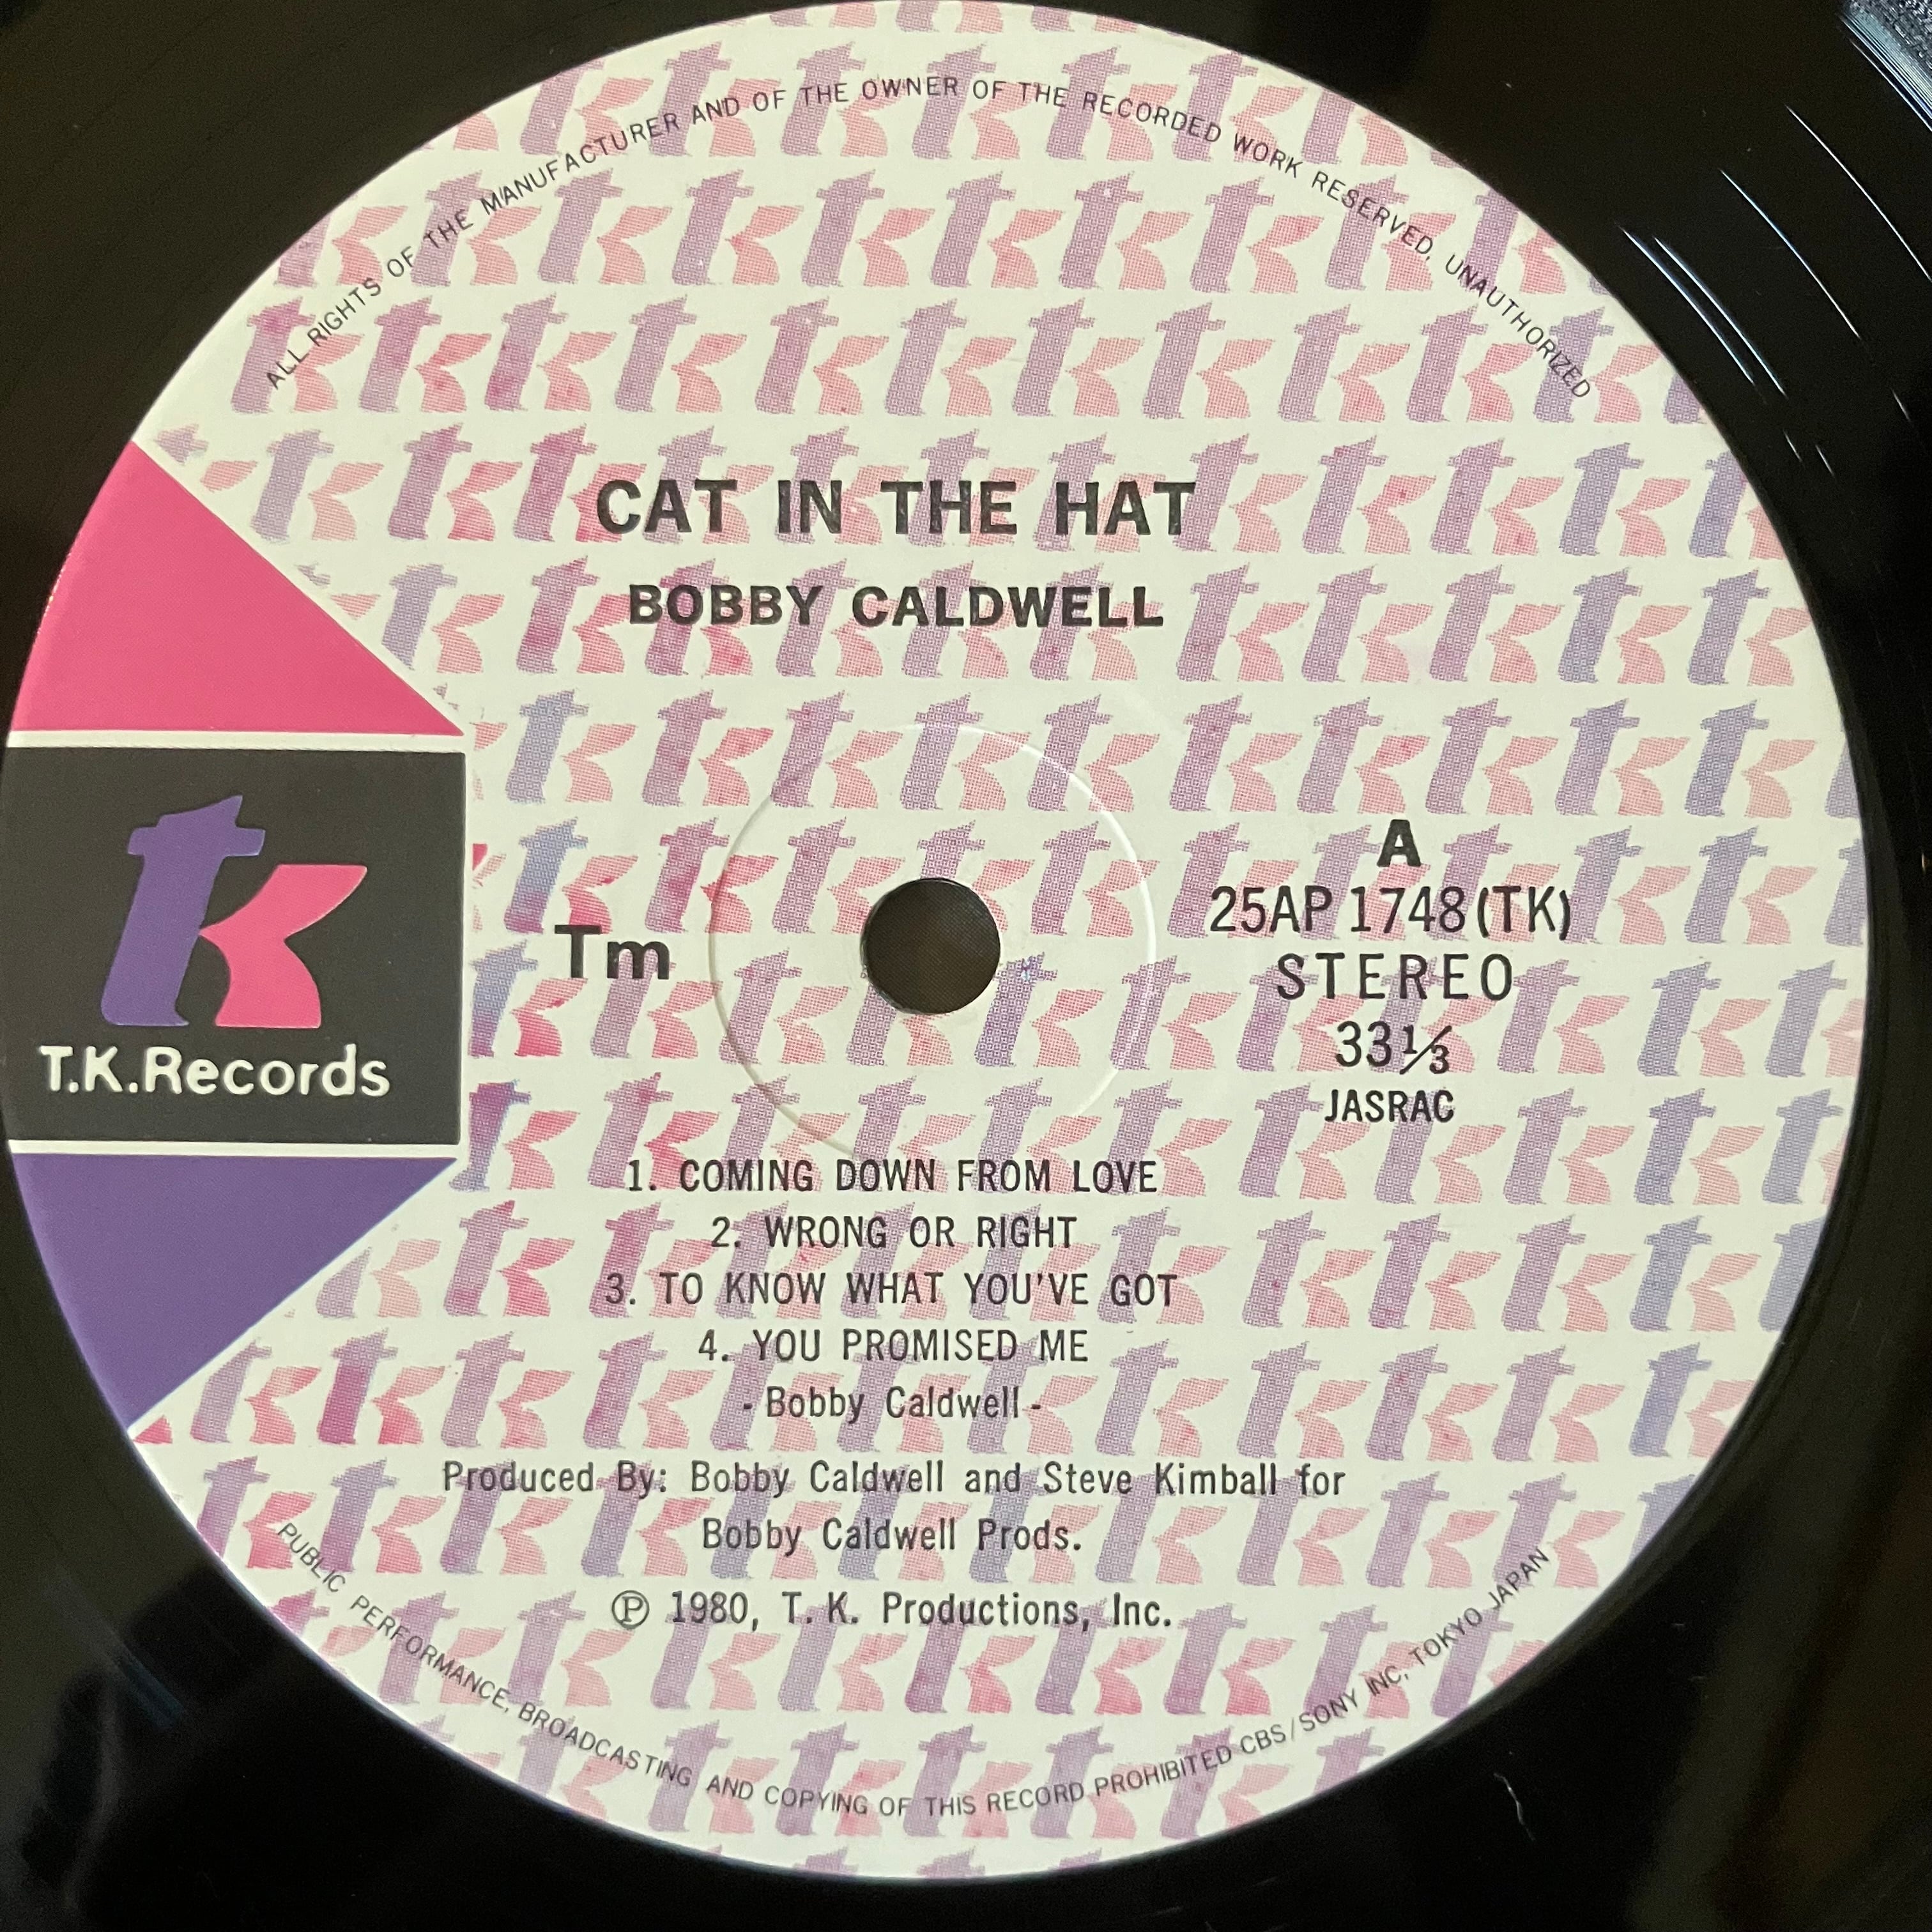 ALL RIGHTS OF THE MANUFACTURER AND OF THE OWNER OF THE RECORDED WORK RESERVED, UNAUTHORIZED
CAT IN THE HAT
BOBBY CALDWELL
tk
T.K.Records
Tm
A
25AP 1748 (TK)
STEREO
33 1/3
JASRAC
1. COMING DOWN FROM LOVE
2. WRONG OR RIGHT
3. TO KNOW WHAT YOU'VE GOT
4. YOU PROMISED ME
- Bobby Caldwell -
Produced By: Bobby Caldwell and Steve Kimball for
Bobby Caldwell Prods.
℗ 1980, T. K. Productions, Inc.
PUBLIC PERFORMANCE, BROADCASTING AND COPYING OF THIS RECORD PROHIBITED CBS/SONY INC, TOKYO JAPAN